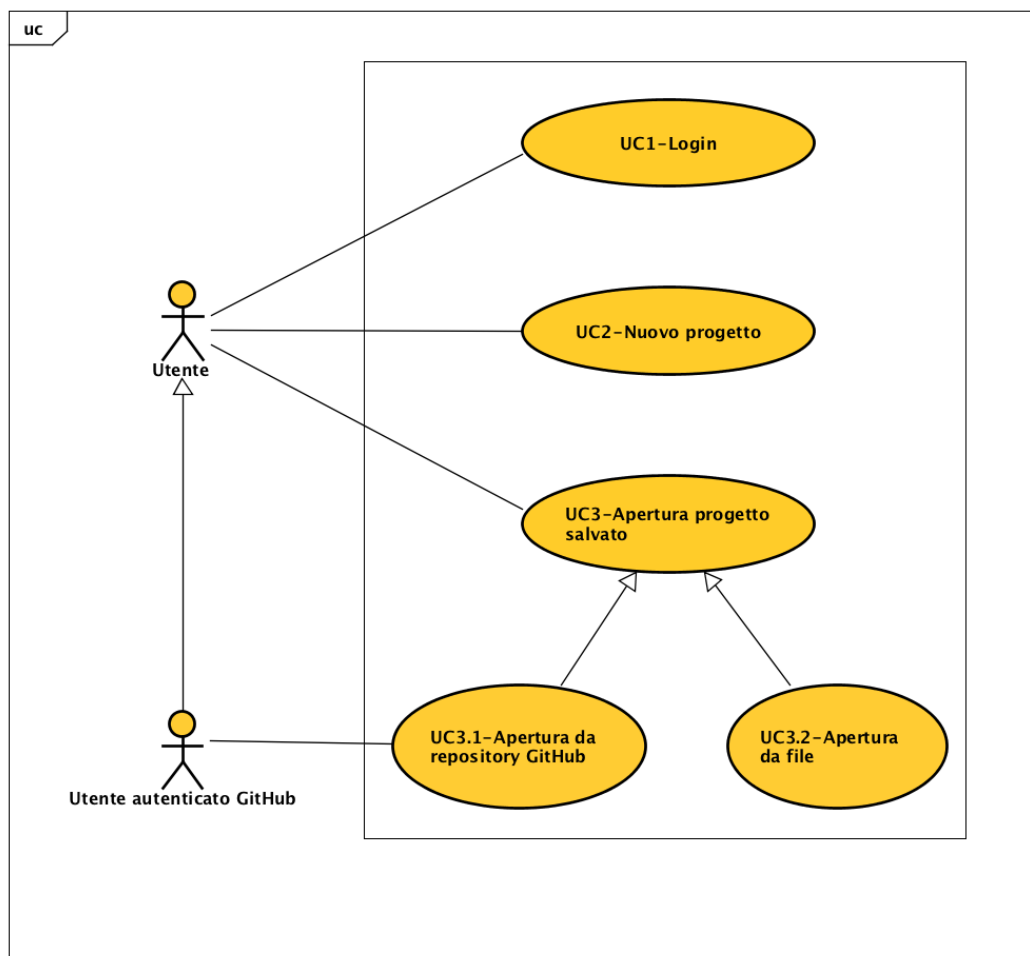 uc
UC1-Login
UC2-Nuovo progetto
Utente
UC3-Apertura progetto
salvato
UC3.1-Apertura da
repository GitHub
UC3.2-Apertura
da file
Utente autenticato GitHub